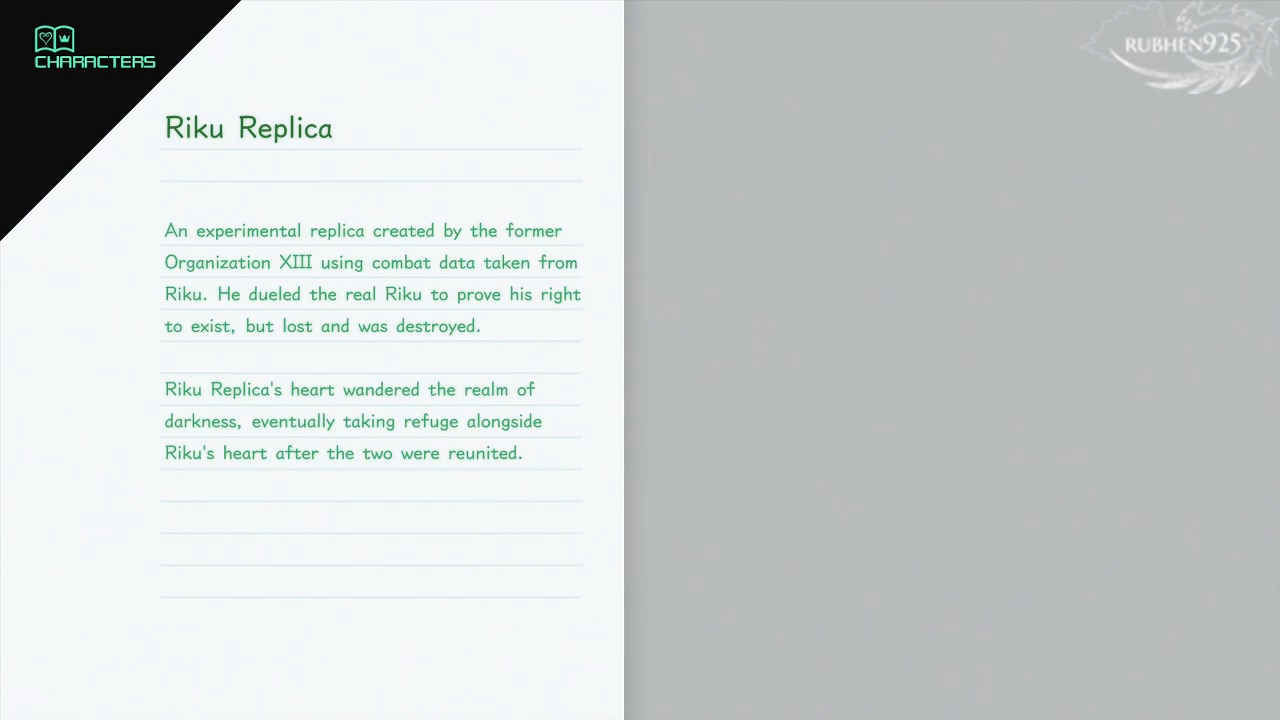 CHARACTERS
RUBHEN925
Riku Replica
An experimental replica created by the former
Organization XIII using combat data taken from
Riku. He dueled the real Riku to prove his right
to exist, but lost and was destroyed.
Riku Replica's heart wandered the realm of
darkness, eventually taking refuge alongside
Riku's heart after the two were reunited.